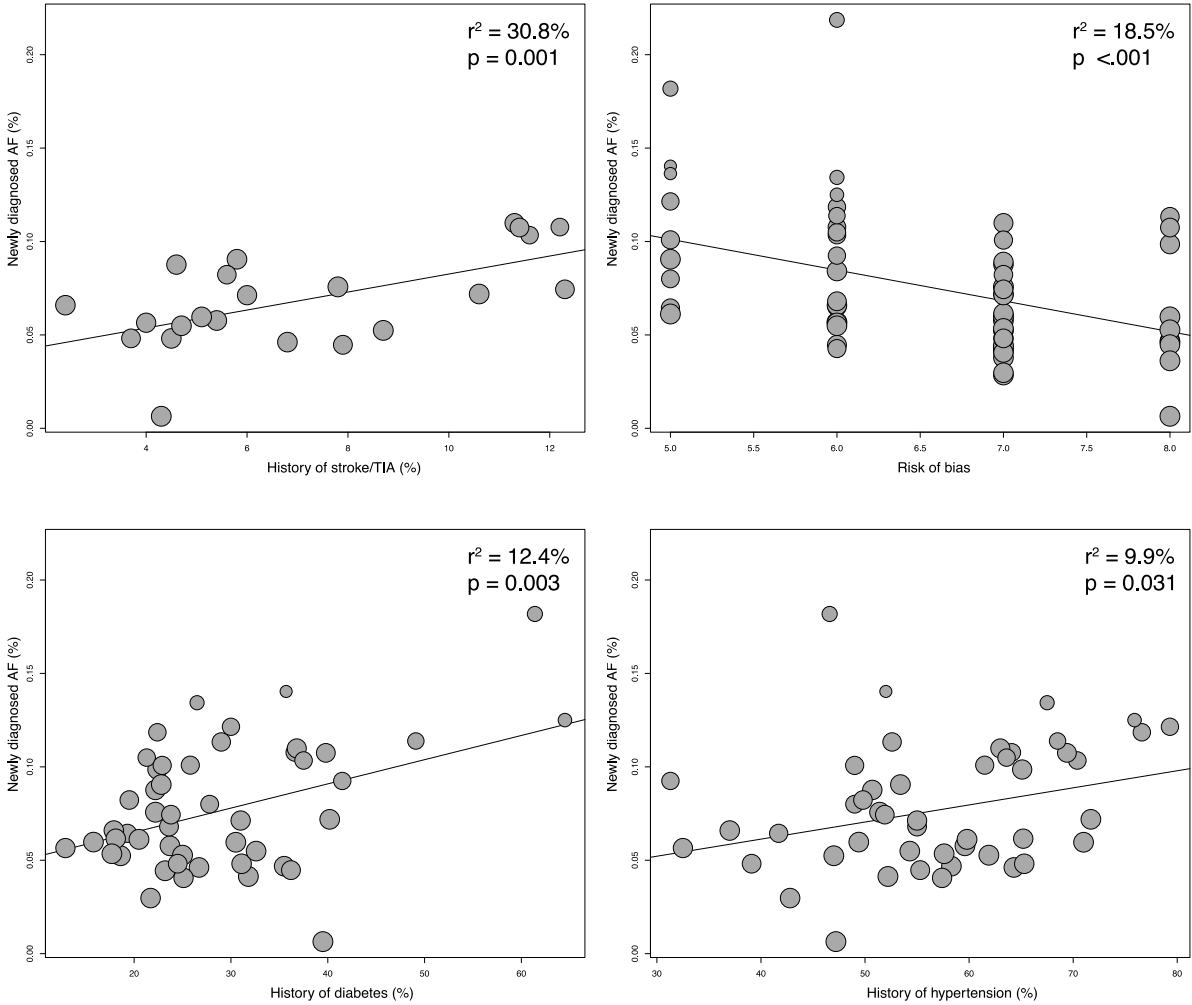 r² = 30.8%
p = 0.001
Newly diagnosed AF (%)
0.20
0.15
0.10
0.05
0.00
4 6 8 10 12
History of stroke/TIA (%)
r² = 18.5%
p <.001
Newly diagnosed AF (%)
0.20
0.15
0.10
0.05
0.00
5.0 5.5 6.0 6.5 7.0 7.5 8.0
Risk of bias
r² = 12.4%
p = 0.003
Newly diagnosed AF (%)
0.20
0.15
0.10
0.05
0.00
20 30 40 50 60
History of diabetes (%)
r² = 9.9%
p = 0.031
Newly diagnosed AF (%)
0.20
0.15
0.10
0.05
0.00
30 40 50 60 70 80
History of hypertension (%)